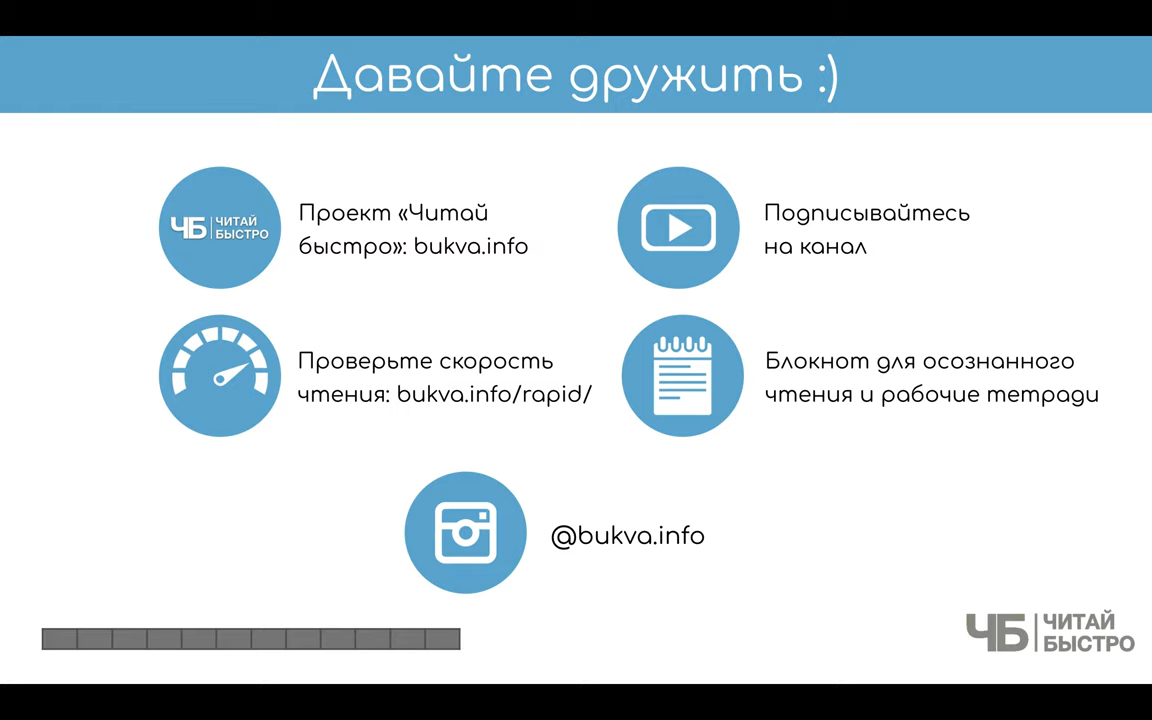 Давайте дружить :)
ЧБ ЧИТАЙ
БЫСТРО
Проект «Читай
быстро»: bukva.info
Подписывайтесь
на канал
Проверьте скорость
чтения: bukva.info/rapid/
Блокнот для осознанного
чтения и рабочие тетради
@bukva.info
ЧБ ЧИТАЙ
БЫСТРО